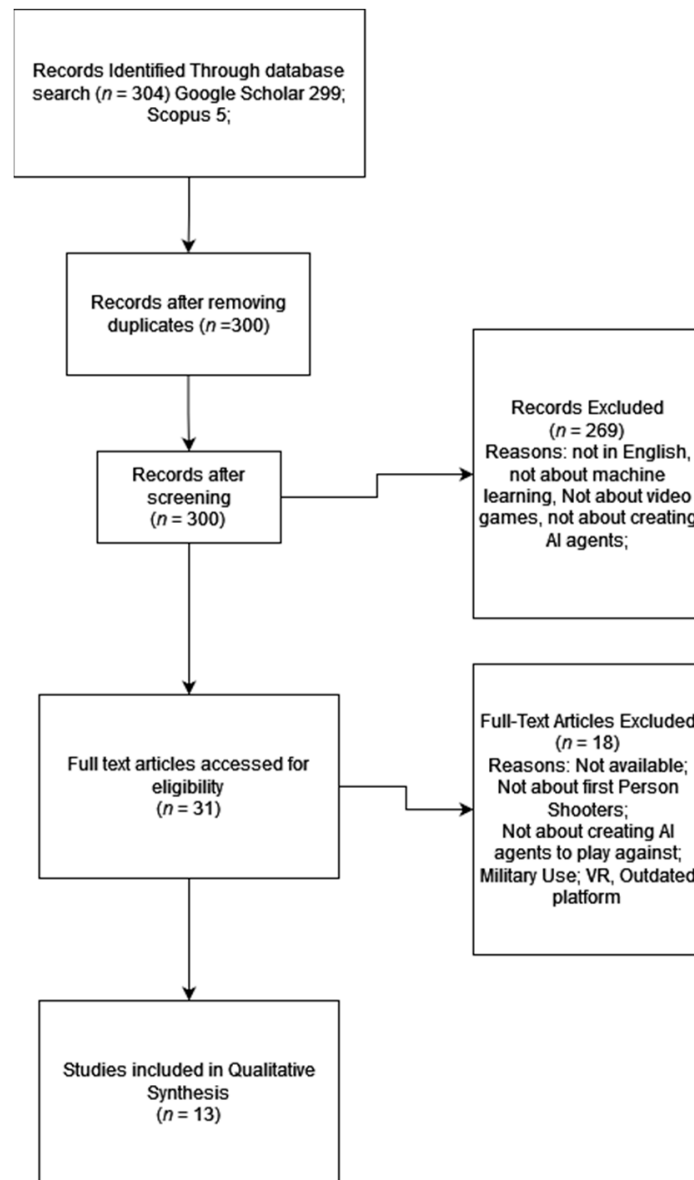 Records Identified Through database
search (n = 304) Google Scholar 299;
Scopus 5;
Records after removing
duplicates (n =300)
Records after
screening
(n = 300)
Records Excluded
(n = 269)
Reasons: not in English,
not about machine
learning, Not about video
games, not about creating
AI agents;
Full text articles accessed for
eligibility
(n = 31)
Full-Text Articles Excluded
(n = 18)
Reasons: Not available;
Not about first Person
Shooters;
Not about creating AI
agents to play against;
Military Use; VR, Outdated
platform
Studies included in Qualitative
Synthesis
(n = 13)